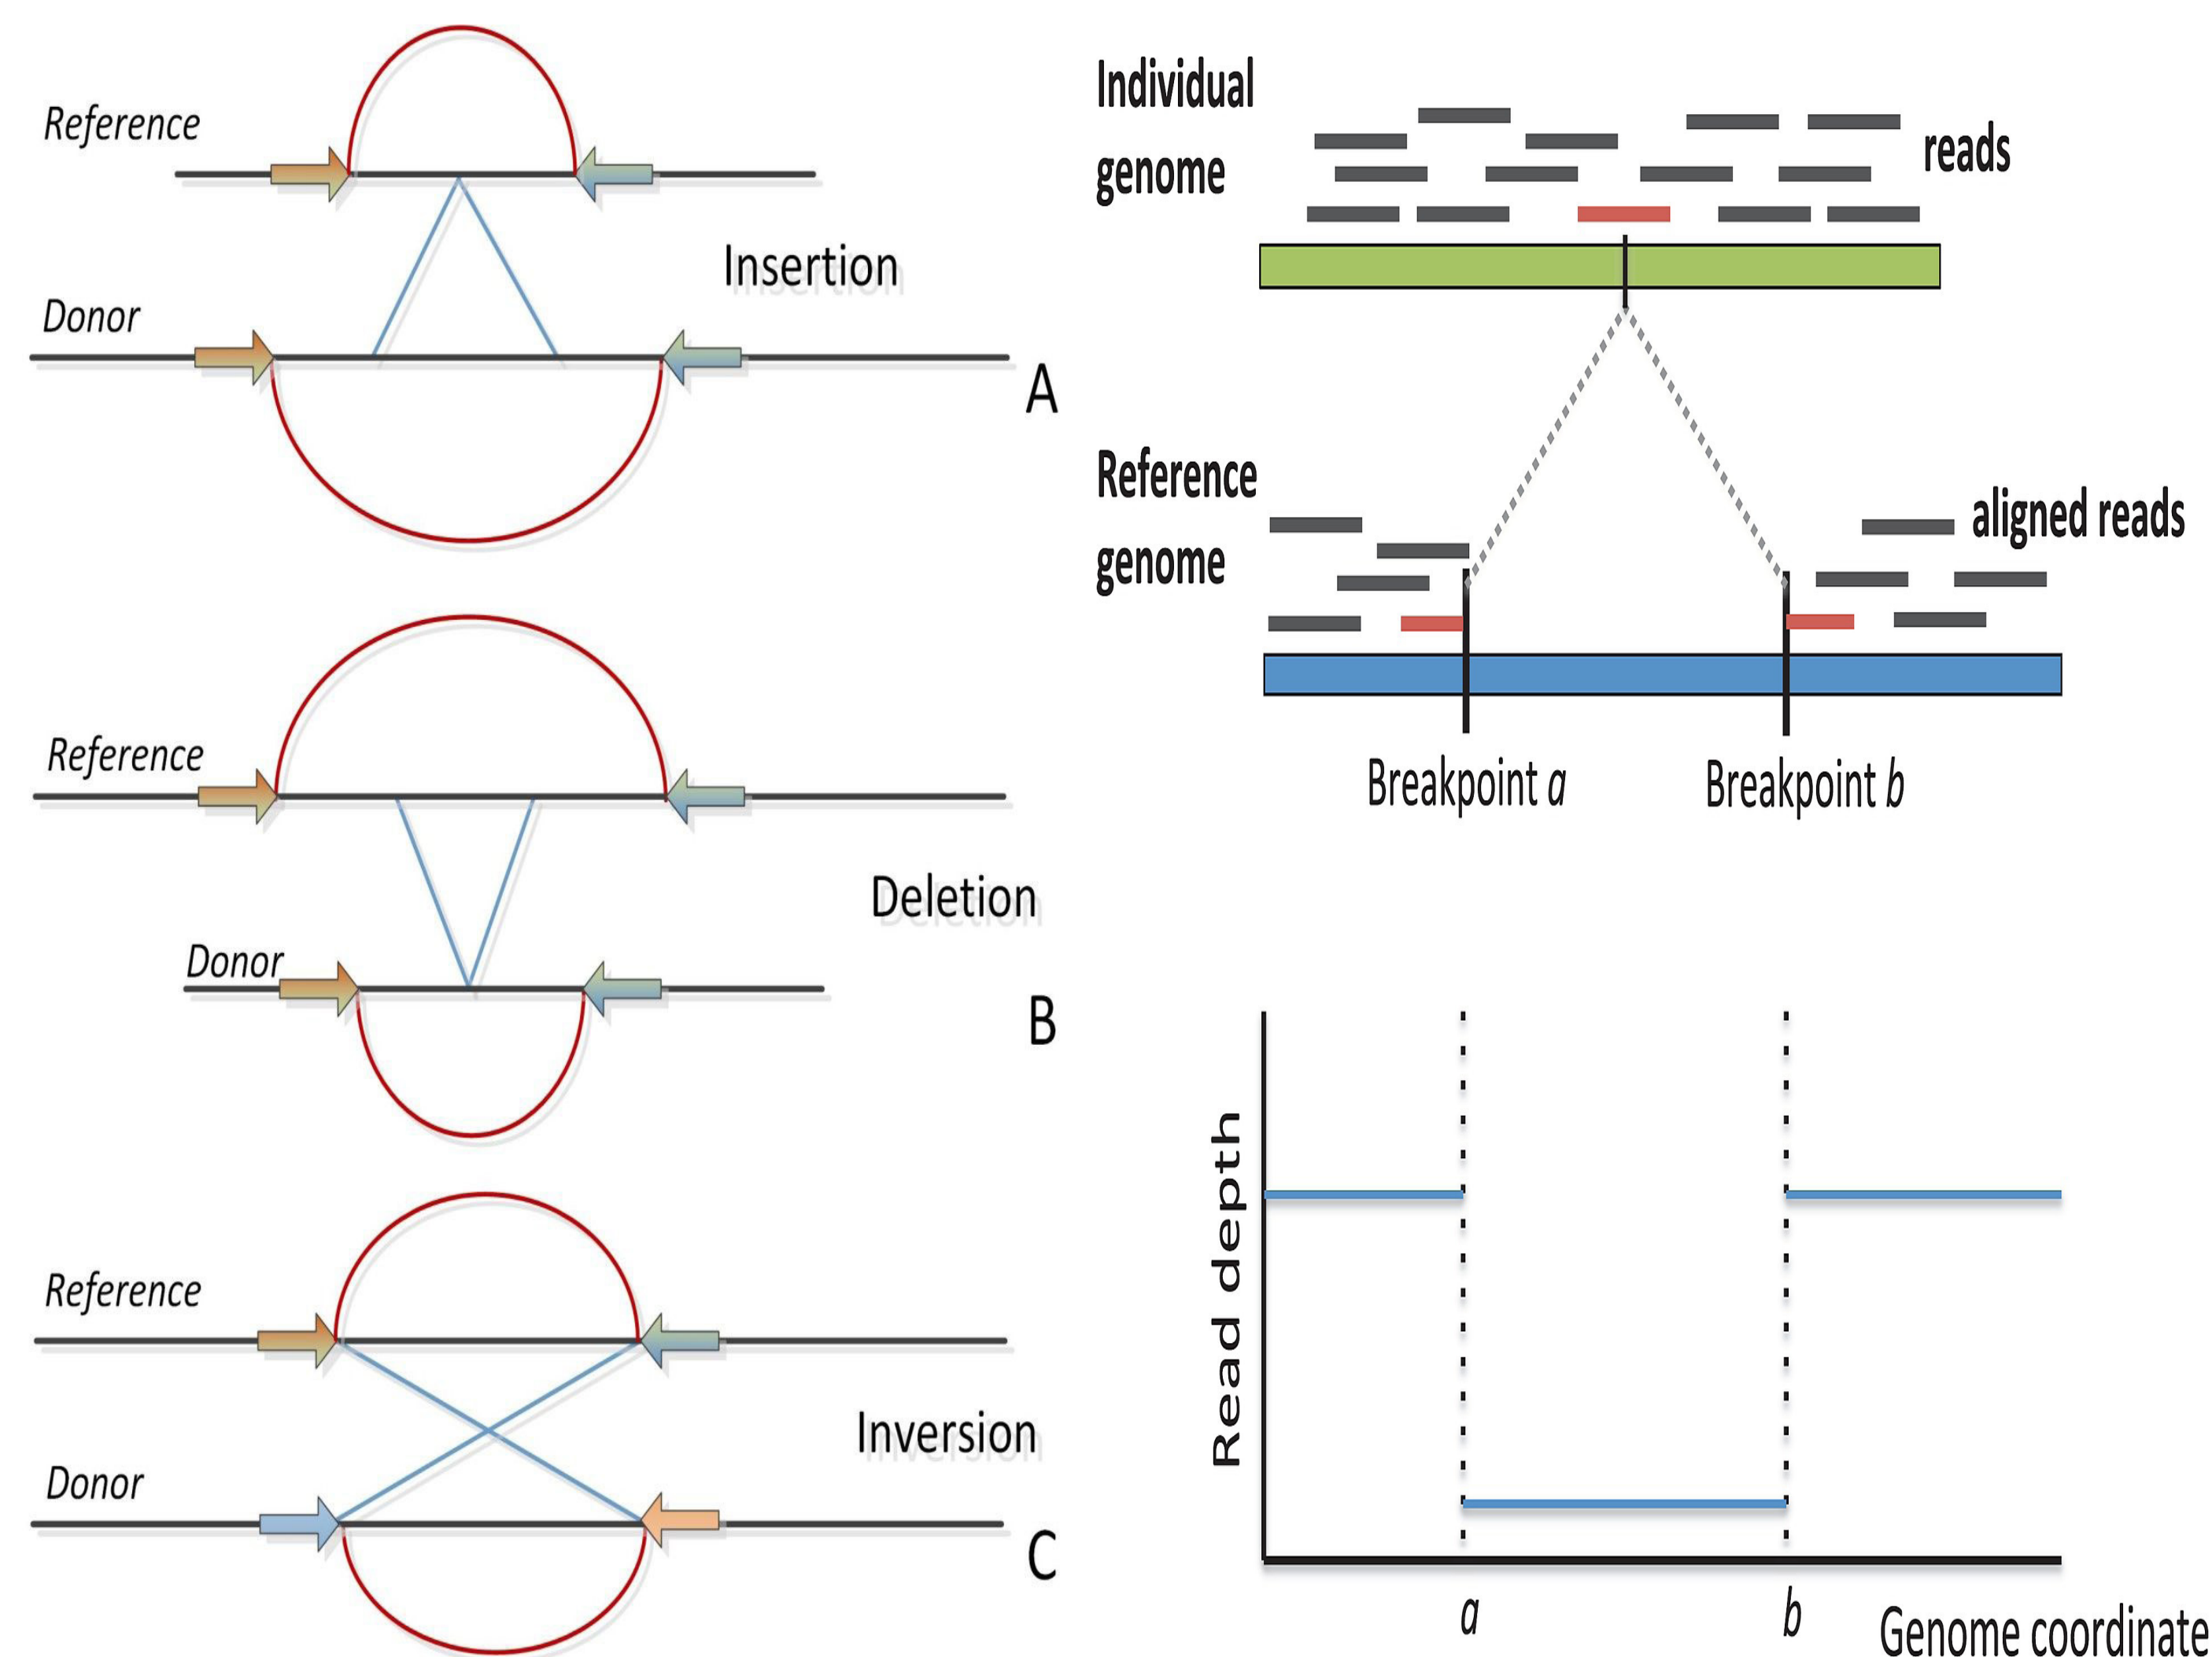 Reference
Insertion
Donor
A
Reference
Deletion
Donor
B
Reference
Inversion
Donor
C
Individual
genome
reads
Reference
genome
aligned reads
Breakpoint a
Breakpoint b
Read depth
a
b
Genome coordinate